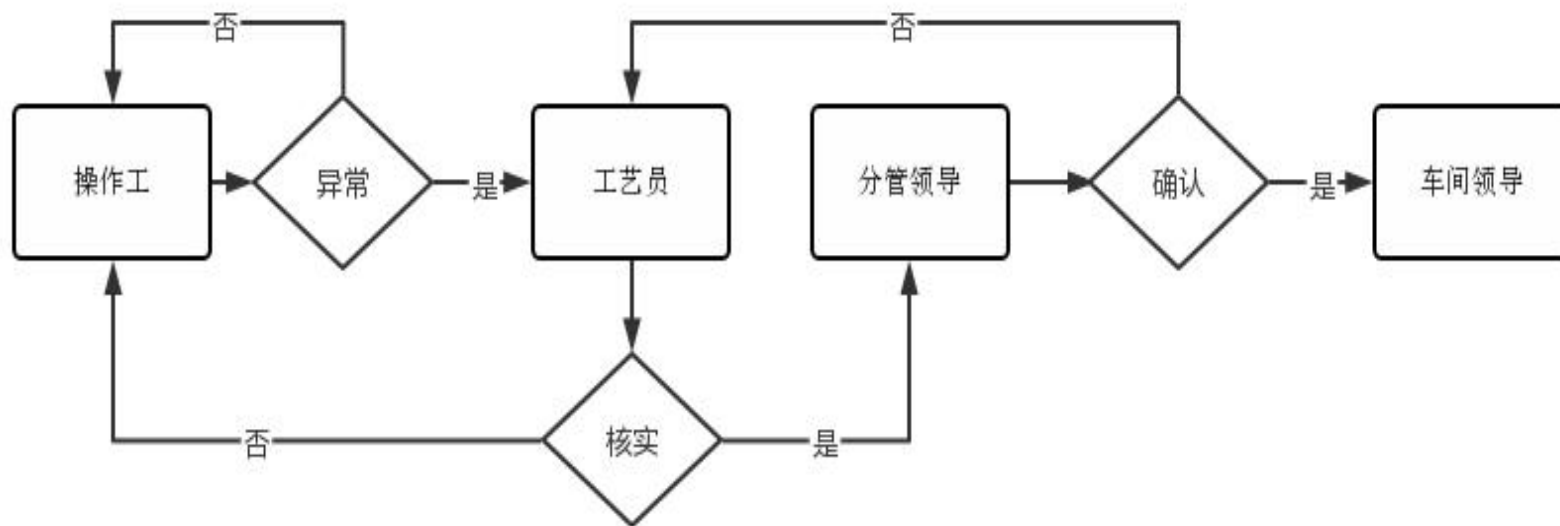 否
否
操作工
异常
是
工艺员
分管领导
确认
是
车间领导
否
核实
是